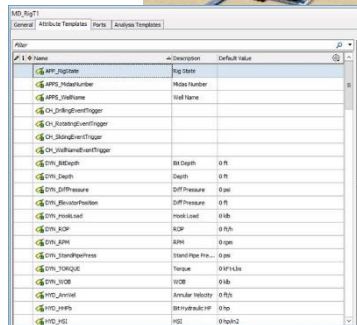 MD_RigT1
General Attribute Templates Ports Analysis Templates
Filter
Name Description Default Value
APP_RigState Rig State
APPS_MidasNumber Midas Number
APPS_WellName Well Name
CH_DrillingEventTrigger
CH_RotatingEventTrigger
CH_SlidingEventTrigger
CH_WellNameEventTrigger
DYN_BitDepth Bit Depth 0 ft
DYN_Depth Depth 0 ft
DYN_DiffPressure Diff Pressure 0 psi
DYN_ElevatorPosition Diff Pressure 0 ft
DYN_HookLoad Hook Load 0 klb
DYN_ROP ROP 0 ft/h
DYN_RPM RPM 0 rpm
DYN_StandPipePress Stand Pipe Pre... 0 psi
DYN_TORQUE Torque 0 kFt-Lbs
DYN_WOB WOB 0 klb
HYD_AnnVel Annular Velocity 0 ft/s
HYD_HHPb Bit Hydraulic HP 0 hp
HYD_HSI HSI 0 hp/in2